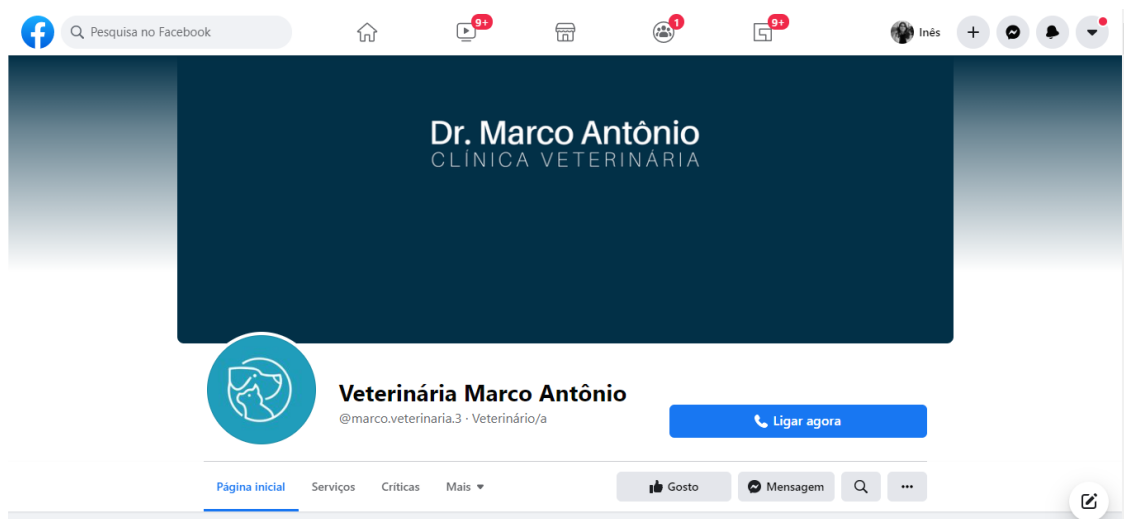 Pesquisa no Facebook 9+ 1 9+ Inês
Dr. Marco Antônio
CLÍNICA VETERINÁRIA
Veterinária Marco Antônio
@marco.veterinaria.3 · Veterinário/a
Ligar agora
Página inicial Serviços Críticas Mais Gosto Mensagem